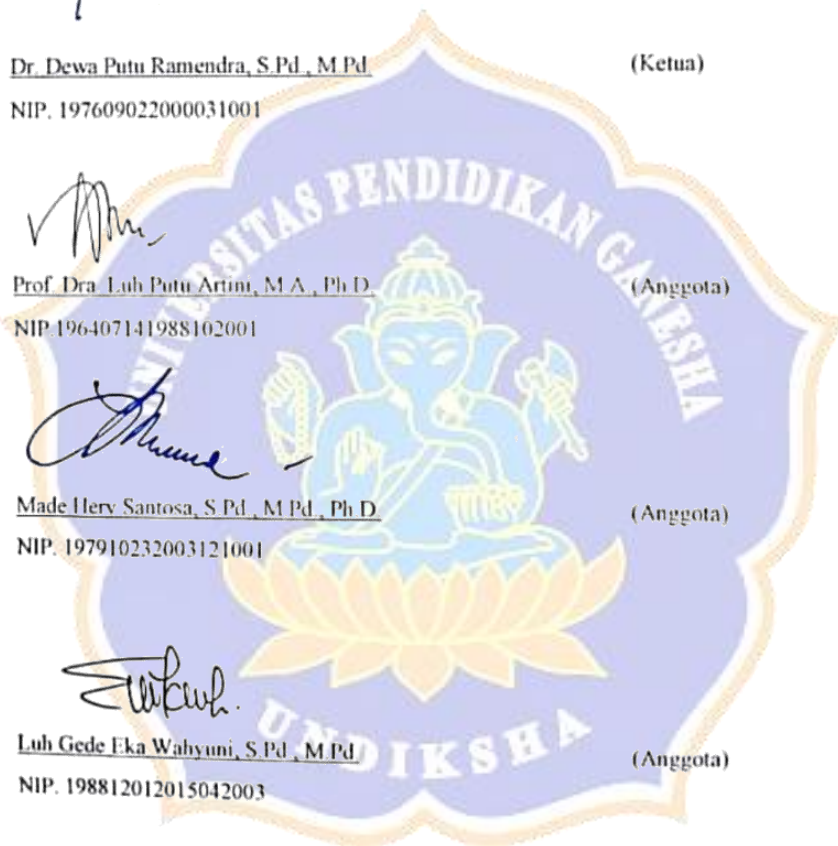 Dr. Dewa Putu Ramendra, S.Pd., M.Pd.
(Ketua)
NIP. 197609022000031001
UNIVERSITAS PENDIDIKAN GANESHA
Prof. Dra. Luh Putu Artini, M.A., Ph.D.
(Anggota)
NIP.196407141988102001
Made Hery Santosa, S.Pd., M.Pd., Ph.D.
(Anggota)
NIP. 197910232003121001
Luh Gede Eka Wahyuni, S.Pd., M.Pd.
(Anggota)
NIP. 198812012015042003
UNDIKSHA